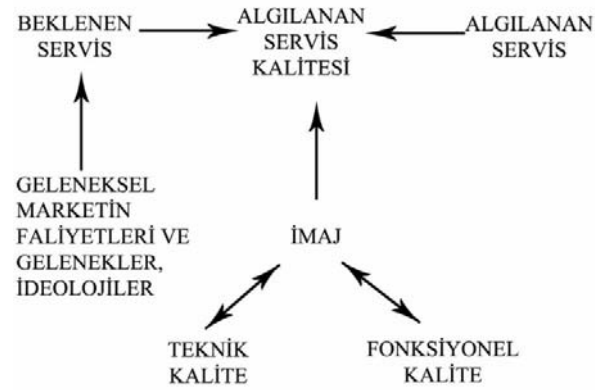 BEKLENEN
SERVİS
ALGILANAN
SERVİS
KALİTESİ
ALGILANAN
SERVİS
GELENEKSEL
MARKETİN
FALİYETLERİ VE
GELENEKLER,
İDEOLOJİLER
İMAJ
TEKNİK
KALİTE
FONKSİYONEL
KALİTE